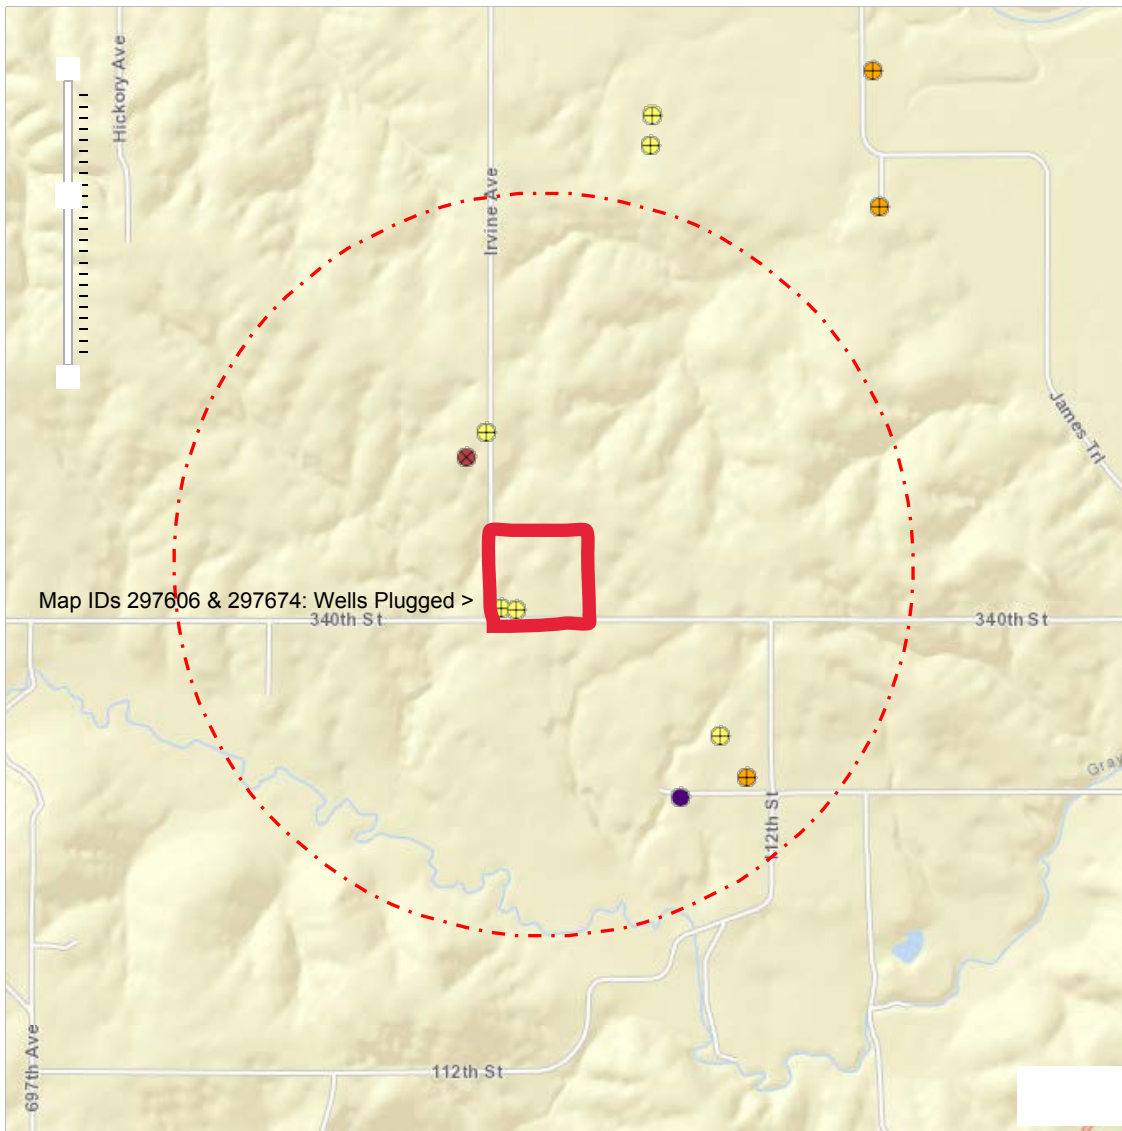 Hickory Ave
Irvine Ave
James Trl
Map IDs 297606 & 297674: Wells Plugged >
340th St
340th St
Gray
112th St
112th St
697th Ave